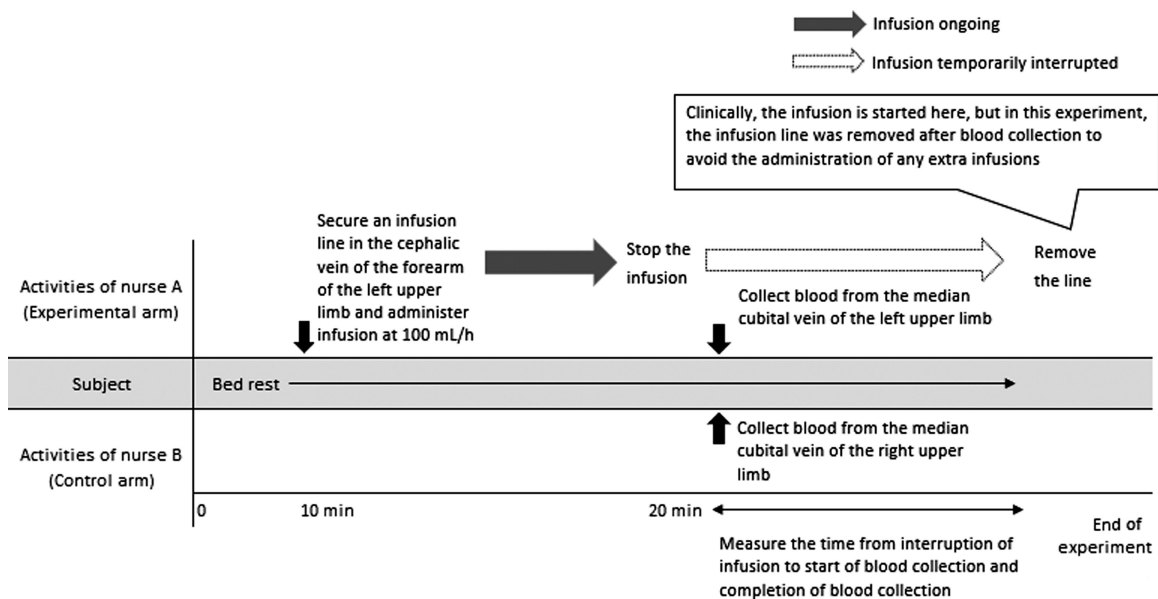 Infusion ongoing
Infusion temporarily interrupted
Clinically, the infusion is started here, but in this experiment,
the infusion line was removed after blood collection to
avoid the administration of any extra infusions
Secure an infusion
line in the cephalic
vein of the forearm
of the left upper
limb and administer
infusion at 100 mL/h
Stop the
infusion
Remove
the line
Activities of nurse A
(Experimental arm)
Collect blood from the median
cubital vein of the left upper limb
Subject
Bed rest
Activities of nurse B
(Control arm)
Collect blood from the median
cubital vein of the right upper
limb
0
10 min
20 min
End of
experiment
Measure the time from interruption of
infusion to start of blood collection and
completion of blood collection